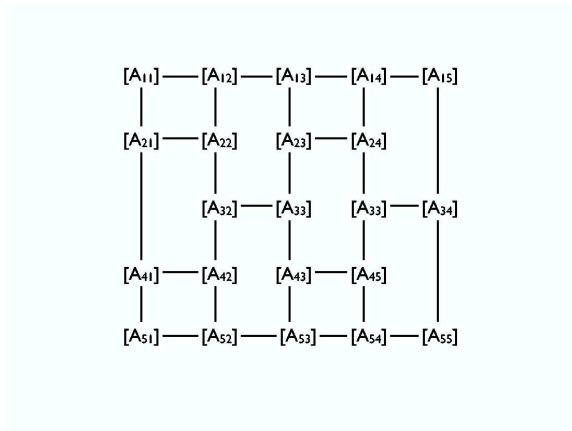 [A₁₁] [A₁₂] [A₁₃] [A₁₄] [A₁₅]
[A₂₁] [A₂₂] [A₂₃] [A₂₄]
[A₃₂] [A₃₃] [A₃₃] [A₃₄]
[A₄₁] [A₄₂] [A₄₃] [A₄₅]
[A₅₁] [A₅₂] [A₅₃] [A₅₄] [A₅₅]